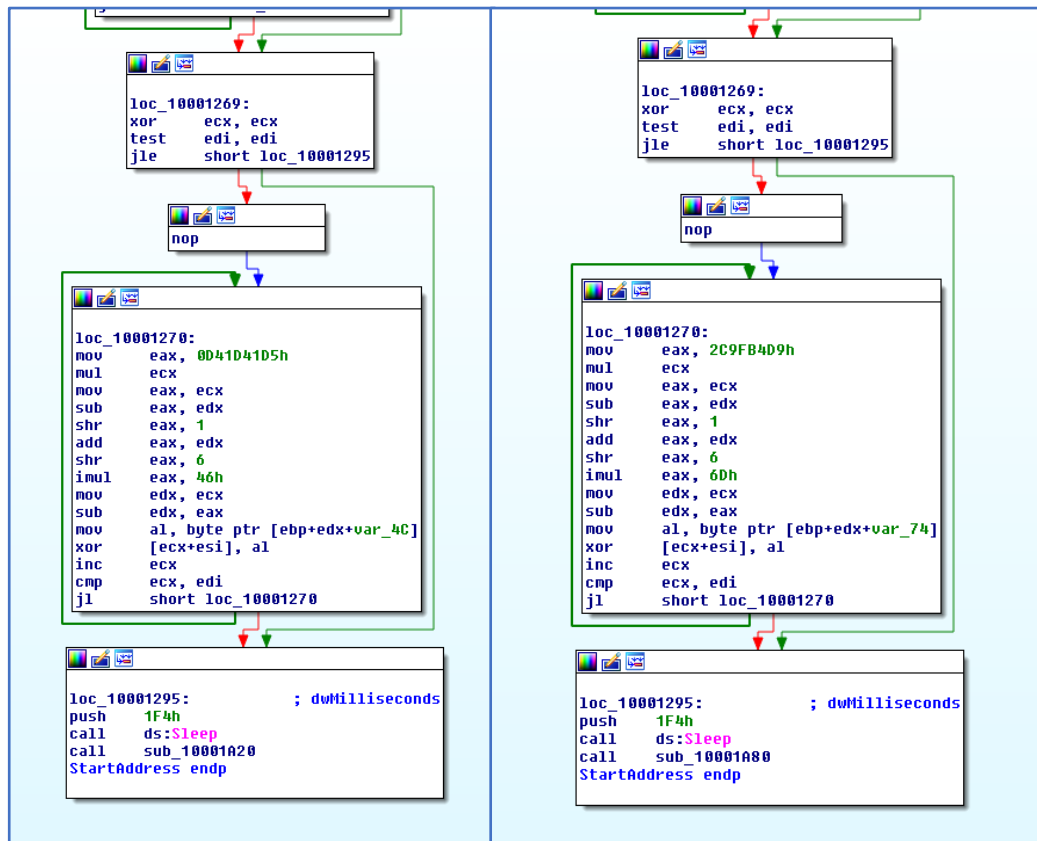 loc_10001269:
xor ecx, ecx
test edi, edi
jle short loc_10001295
nop
loc_10001270:
mov eax, 0D41D41D5h
mul ecx
mov eax, ecx
sub eax, edx
shr eax, 1
add eax, edx
shr eax, 6
imul eax, 46h
mov edx, ecx
sub edx, eax
mov al, byte ptr [ebp+edx+var_4C]
xor [ecx+esi], al
inc ecx
cmp ecx, edi
jl short loc_10001270
loc_10001295: ; dwMilliseconds
push 1F4h
call ds:Sleep
call sub_10001A20
StartAddress endp
loc_10001269:
xor ecx, ecx
test edi, edi
jle short loc_10001295
nop
loc_10001270:
mov eax, 2C9FB4D9h
mul ecx
mov eax, ecx
sub eax, edx
shr eax, 1
add eax, edx
shr eax, 6
imul eax, 6Dh
mov edx, ecx
sub edx, eax
mov al, byte ptr [ebp+edx+var_74]
xor [ecx+esi], al
inc ecx
cmp ecx, edi
jl short loc_10001270
loc_10001295: ; dwMilliseconds
push 1F4h
call ds:Sleep
call sub_10001A80
StartAddress endp